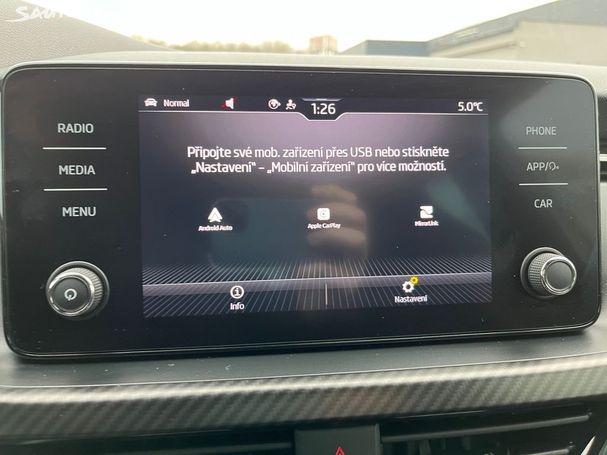 Normal
1:26
5.0°C
RADIO
MEDIA
MENU
PHONE
APP/
CAR
Připojte své mob. zařízení přes USB nebo stiskněte
„Nastavení“ – „Mobilní zařízení“ pro více možností.
Android Auto
Apple CarPlay
MirrorLink
Info
Nastavení